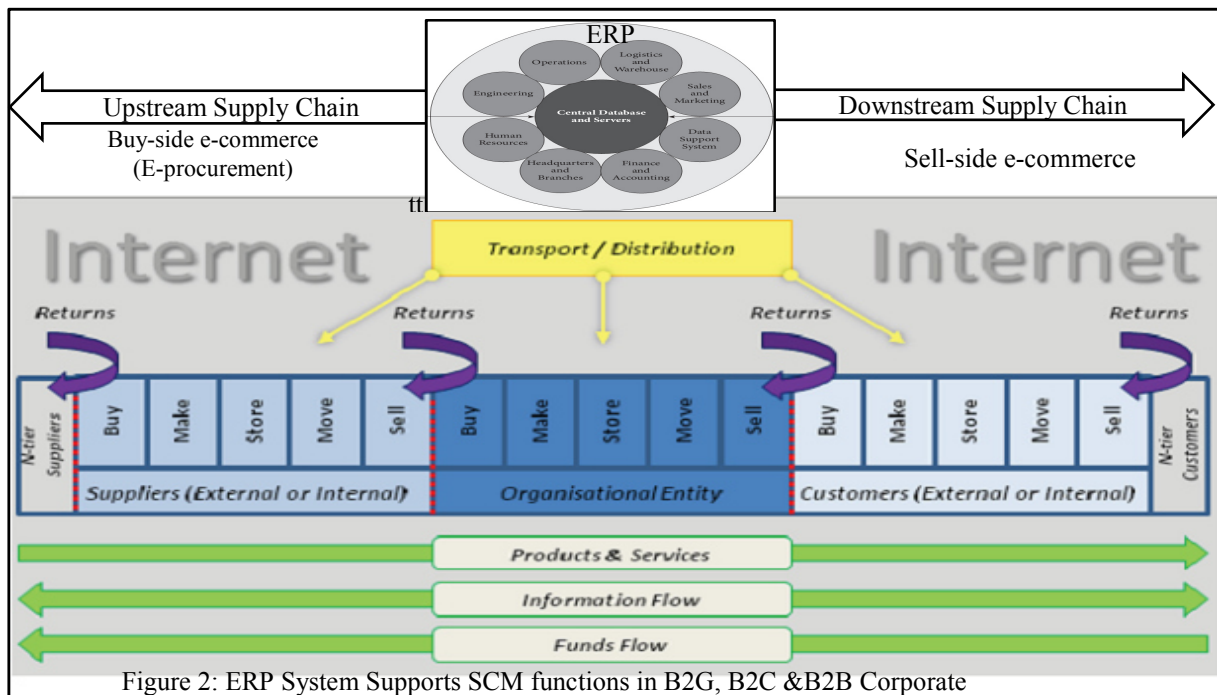 ERP
Operations
Logistics
and
Warehouse
Engineering
Sales
and
Marketing
Central Database
and Servers
Human
Resources
Data
Support
System
Headquarters
and Branches
Finance
and
Accounting
Upstream Supply Chain
Buy-side e-commerce
(E-procurement)
Downstream Supply Chain
Sell-side e-commerce
tt
Internet
Transport / Distribution
Internet
Returns
Returns
Returns
Returns
N-tier
Suppliers
Buy
Make
Store
Move
Sell
Buy
Make
Store
Move
Sell
Buy
Make
Store
Move
Sell
N-tier
Customers
Suppliers (External or Internal)
Organisational Entity
Customers (External or Internal)
Products & Services
Information Flow
Funds Flow
Figure 2: ERP System Supports SCM functions in B2G, B2C &B2B Corporate